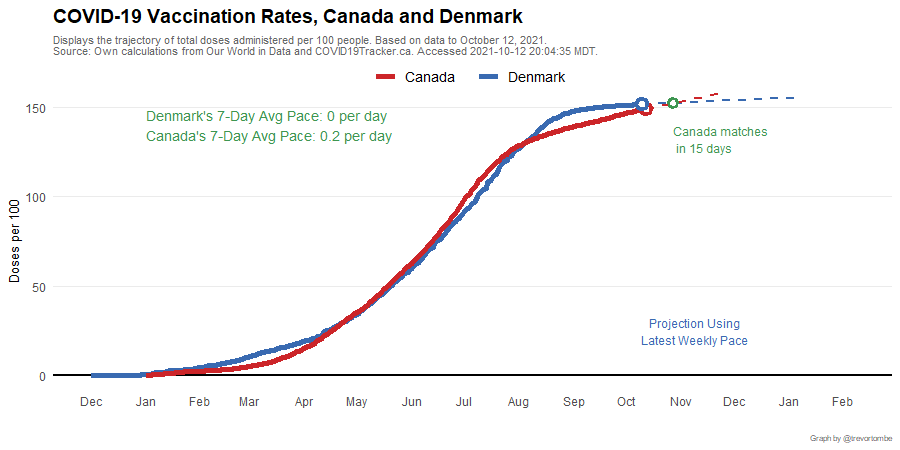 COVID-19 Vaccination Rates, Canada and Denmark
Displays the trajectory of total doses administered per 100 people. Based on data to October 12, 2021.
Source: Own calculations from Our World in Data and COVID19Tracker.ca. Accessed 2021-10-12 20:04:35 MDT.
Canada Denmark
Denmark's 7-Day Avg Pace: 0 per day
Canada's 7-Day Avg Pace: 0.2 per day
Canada matches
in 15 days
Doses per 100
150
100
50
0
Projection Using
Latest Weekly Pace
Dec Jan Feb Mar Apr May Jun Jul Aug Sep Oct Nov Dec Jan Feb
Graph by @trevortombe